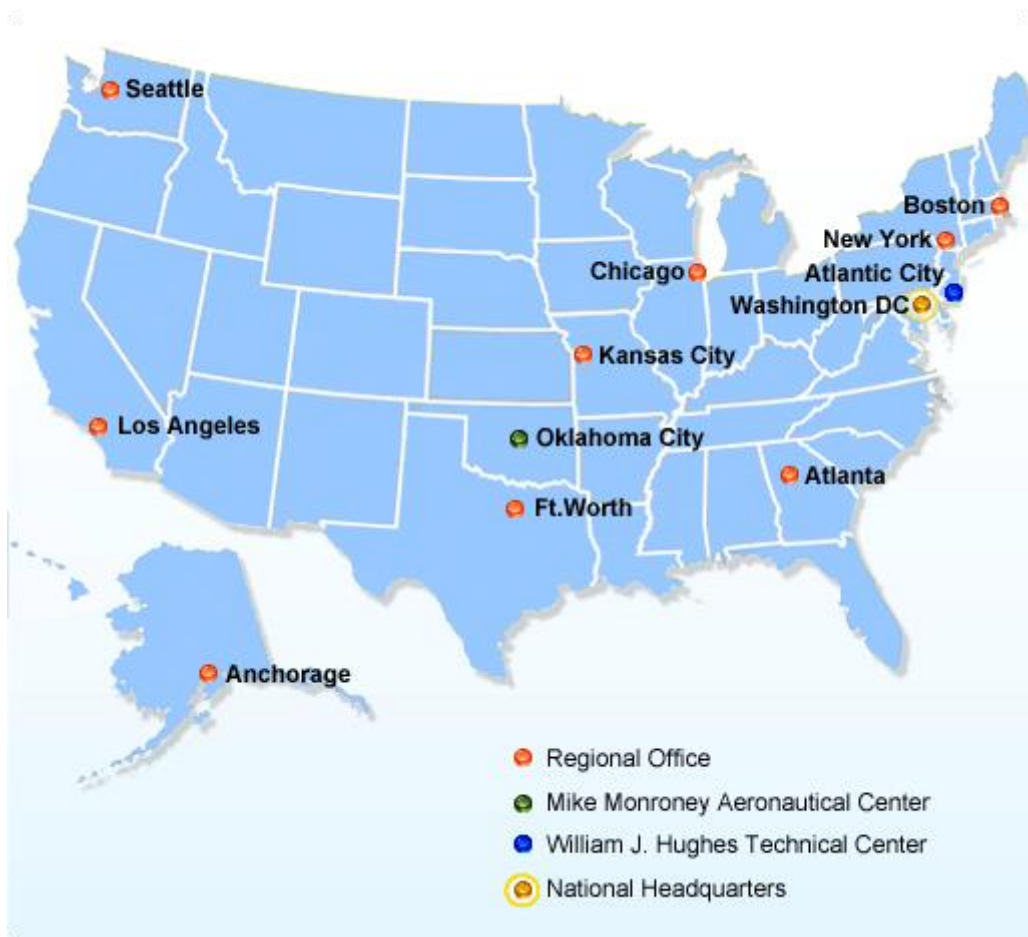 Seattle
Boston
New York
Chicago
Atlantic City
Washington DC
Kansas City
Los Angeles
Oklahoma City
Atlanta
Ft.Worth
Anchorage
Regional Office
Mike Monroney Aeronautical Center
William J. Hughes Technical Center
National Headquarters